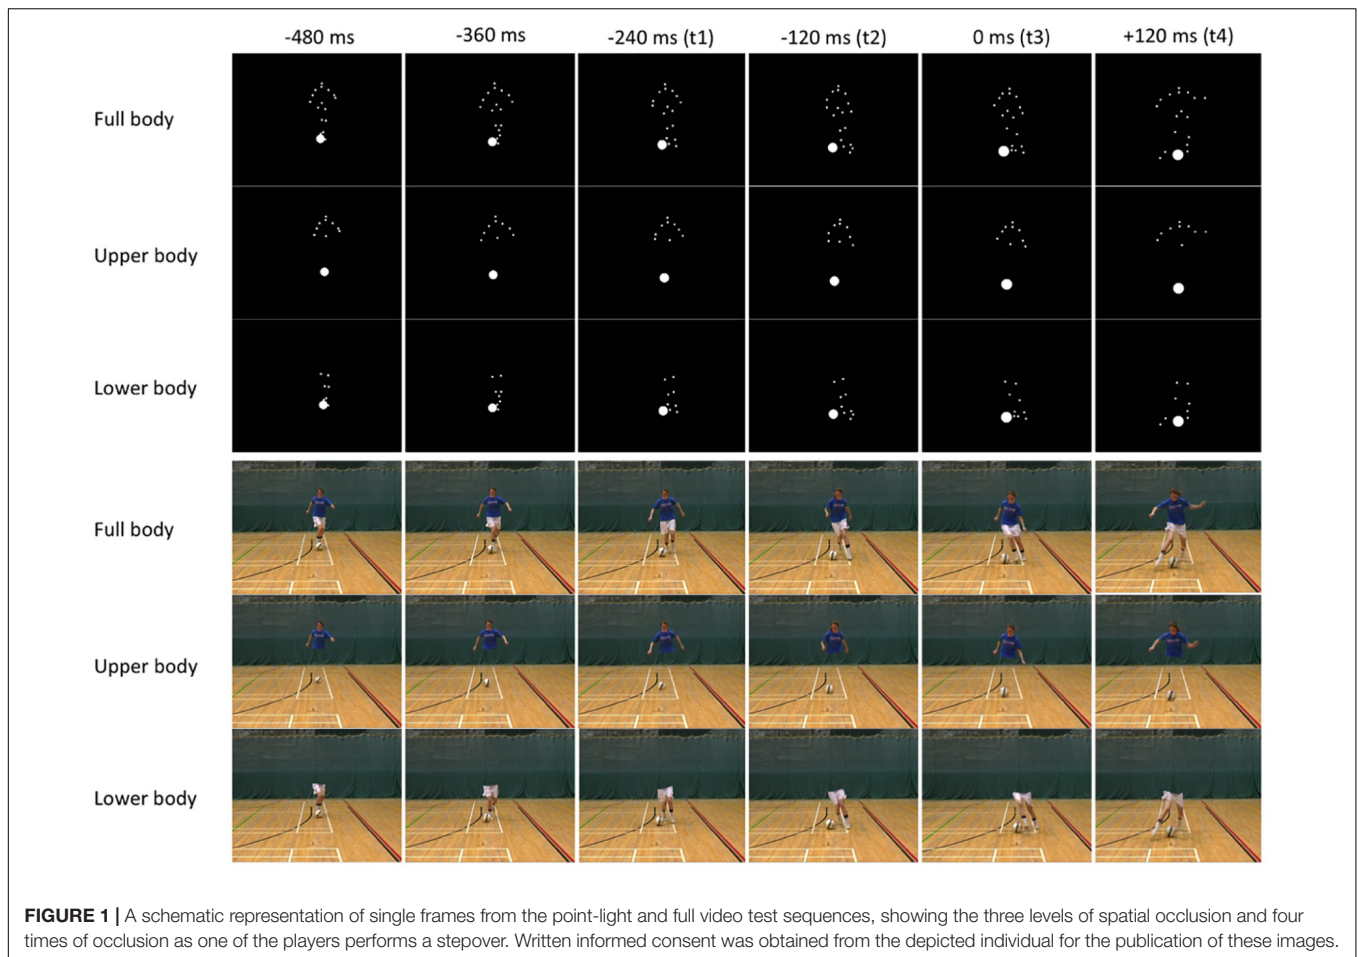 -480 ms -360 ms -240 ms (t1) -120 ms (t2) 0 ms (t3) +120 ms (t4)
Full body
Upper body
Lower body
Full body
Upper body
Lower body
FIGURE 1 | A schematic representation of single frames from the point-light and full video test sequences, showing the three levels of spatial occlusion and four
times of occlusion as one of the players performs a stepover. Written informed consent was obtained from the depicted individual for the publication of these images.